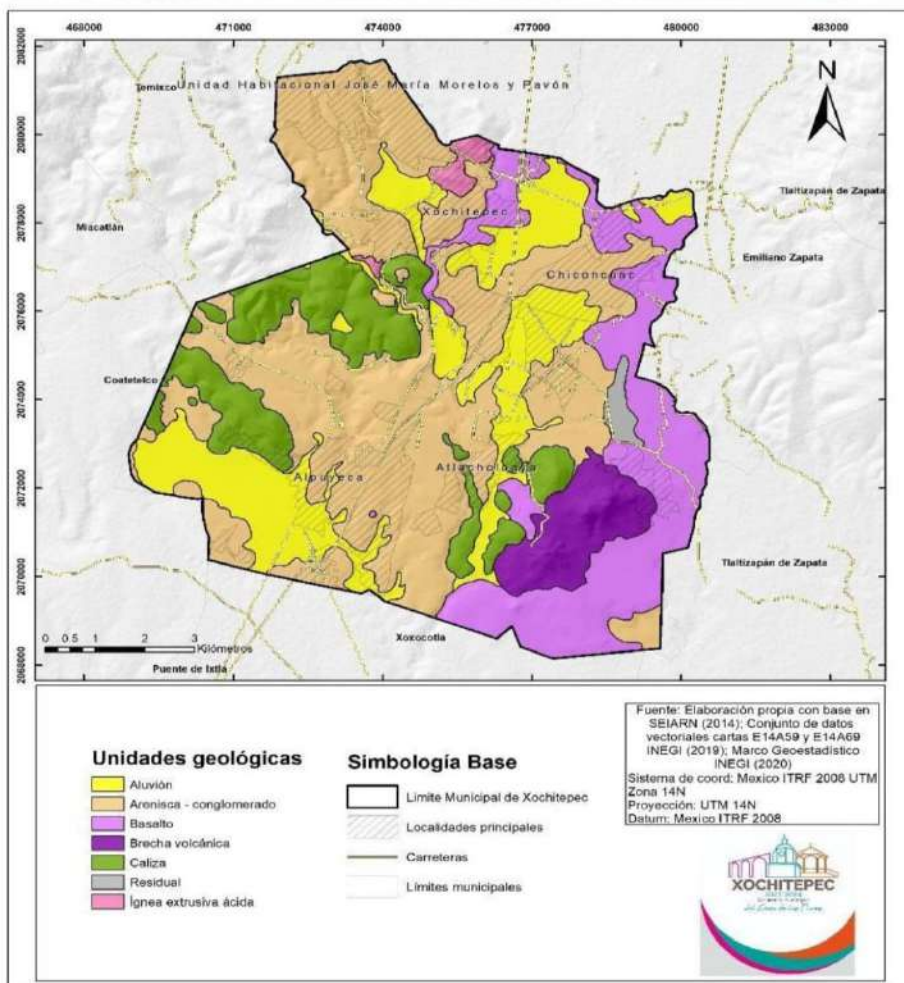 468000 471000 474000 477000 480000 483000
2082000
2080000
2078000
2076000
2074000
2072000
2070000
2068000
N
Temixco
Unidad Habitacional José María Morelos y Pavón
Tlaltizapán de Zapata
Miacatlán
Xochitepec
Emiliano Zapata
Chiconcuac
Coatetelco
Alpuyeca
Atlacholoaya
Tlaltizapán de Zapata
Xoxocotla
0 0.5 1 2 3
Kilómetros
Puente de Ixtla
Unidades geológicas
Aluvión
Arenisca - conglomerado
Basalto
Brecha volcánica
Caliza
Residual
Ígnea extrusiva ácida
Simbología Base
Limite Municipal de Xochitepec
Localidades principales
Carreteras
Límites municipales
Fuente: Elaboración propia con base en
SEIARN (2014); Conjunto de datos
vectoriales cartas E14A59 y E14A69
INEGI (2019); Marco Geoestadístico
INEGI (2020)
Sistema de coord: Mexico ITRF 2008 UTM
Zona 14N
Proyección: UTM 14N
Datum: Mexico ITRF 2008
XOCHITEPEC